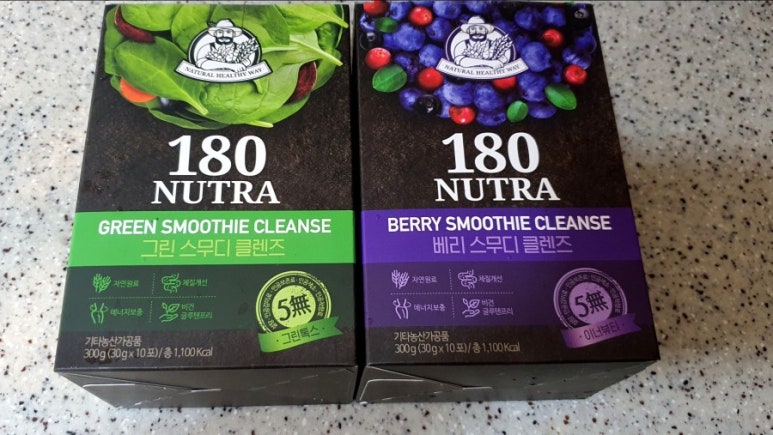 NATURAL HEALTHY WAY
180
NUTRA
GREEN SMOOTHIE CLEANSE
그린 스무디 클렌즈
자연원료
체질개선
에너지보충
비건
글루텐프리
5無
그린톡스
기타농산가공품
300g (30g x 10포) / 총 1,100 Kcal
NATURAL HEALTHY WAY
180
NUTRA
BERRY SMOOTHIE CLEANSE
베리 스무디 클렌즈
자연원료
체질개선
에너지보충
비건
글루텐프리
5無
이너뷰티
기타농산가공품
300g (30g x 10포) / 총 1,100 Kcal